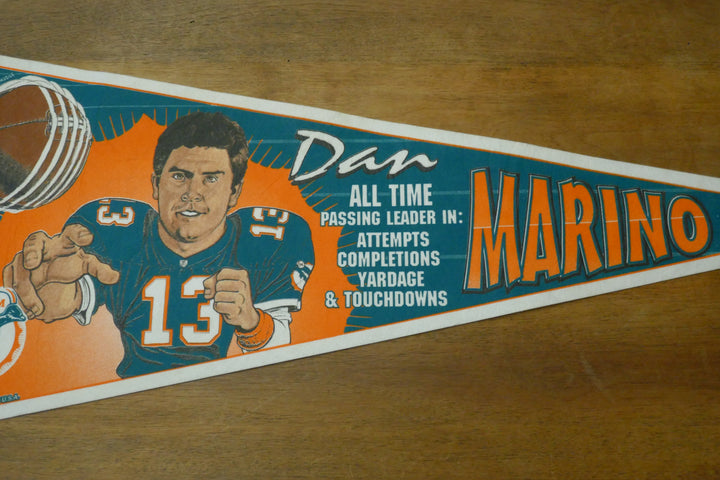 Dan
ALL TIME
PASSING LEADER IN:
ATTEMPTS
COMPLETIONS
YARDAGE
& TOUCHDOWNS
MARINO
13
13
13
U.S.A.